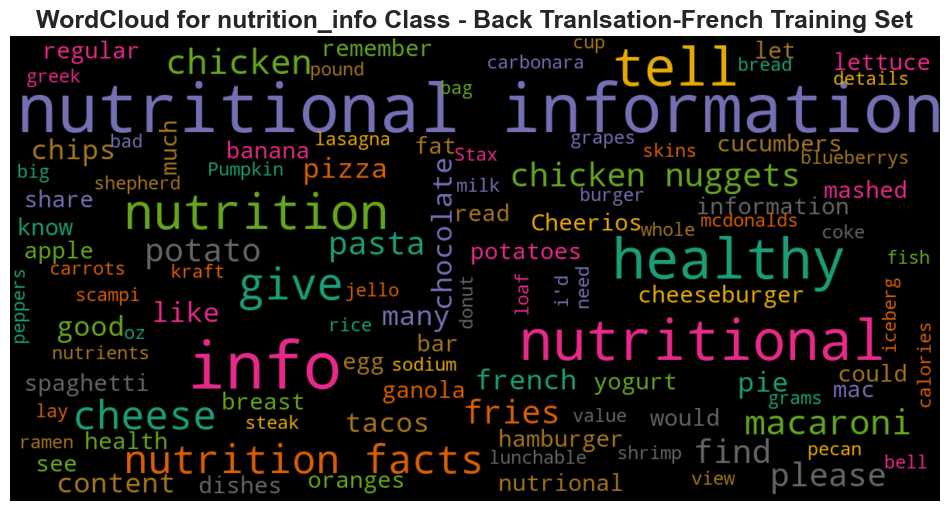 WordCloud for nutrition_info Class - Back Tranlsation-French Training Set
regular chicken remember cup carbonara tell let bread lettuce
greek pound bag details
nutritional information
bad much lasagna fat grapes cucumbers
chips banana Stax skins blueberrys
big Pumpkin pizza chicken nuggets
shepherd milk burger mashed
share chocolate read information
know nutrition Cheerios whole mcdonalds coke
apple potato pasta potatoes healthy fish
carrots kraft i'd need
peppers scampi give jello donut loaf cheeseburger iceberg
like many
good oz rice nutritional
nutrients info bar
spaghetti egg sodium french yogurt pie could calories
ganola mac
lay cheese breast grams
steak tacos fries value would macaroni
ramen health hamburger
see nutrition facts lunchable shrimp find pecan bell
content dishes oranges nutrional view please